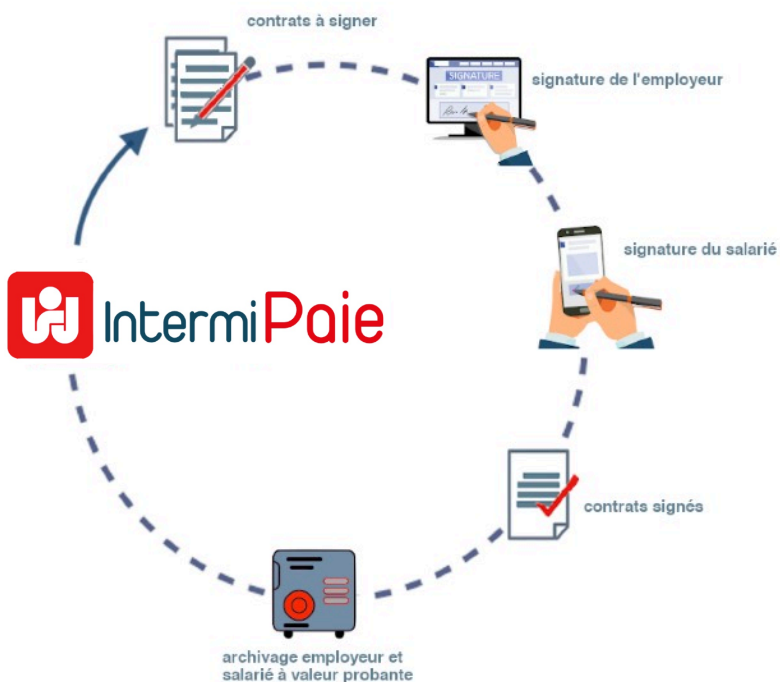 contrats à signer
SIGNATURE
signature de l'employeur
signature du salarié
IntermiPaie
contrats signés
archivage employeur et
salarié à valeur probante